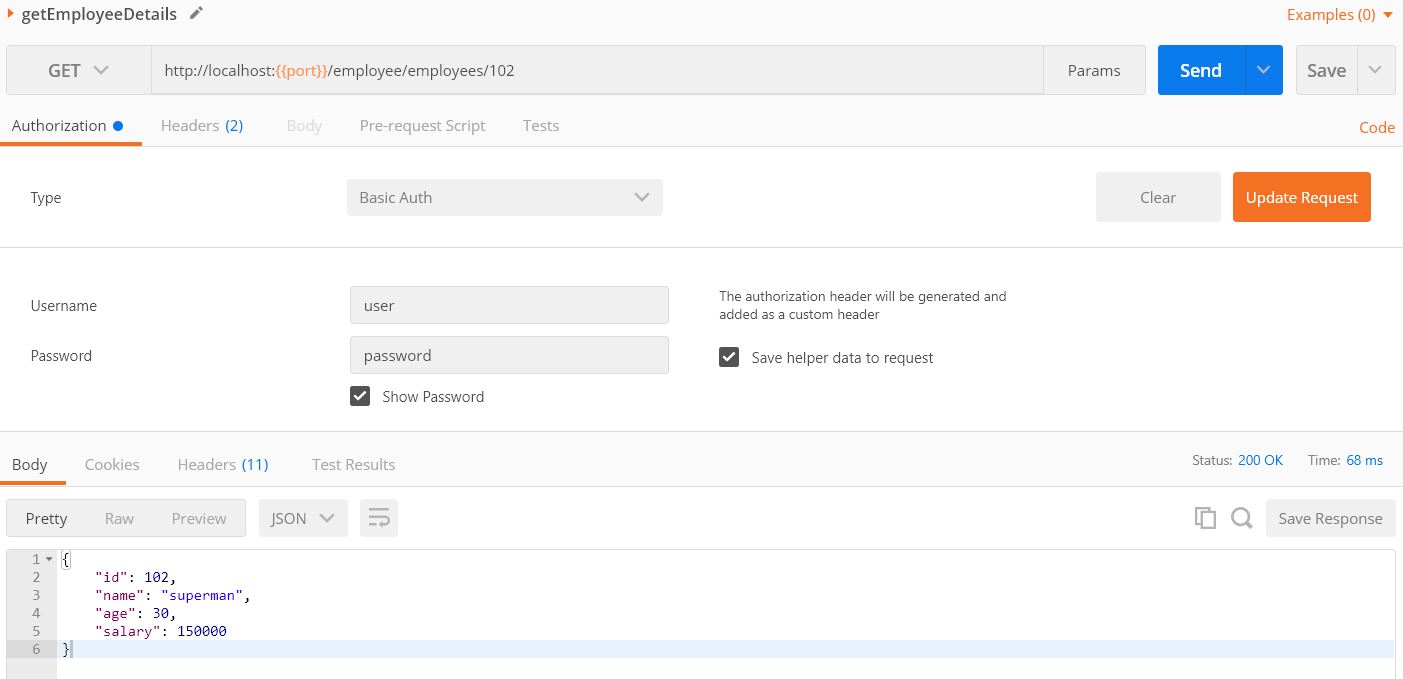 getEmployeeDetails
Examples (0)
GET http://localhost:{{port}}/employee/employees/102 Params Send Save
Authorization Headers (2) Body Pre-request Script Tests Code
Type Basic Auth Clear Update Request
Username user The authorization header will be generated and
added as a custom header
Password password Save helper data to request
Show Password
Body Cookies Headers (11) Test Results Status: 200 OK Time: 68 ms
Pretty Raw Preview JSON Save Response
1 {
2 "id": 102,
3 "name": "superman",
4 "age": 30,
5 "salary": 150000
6 }